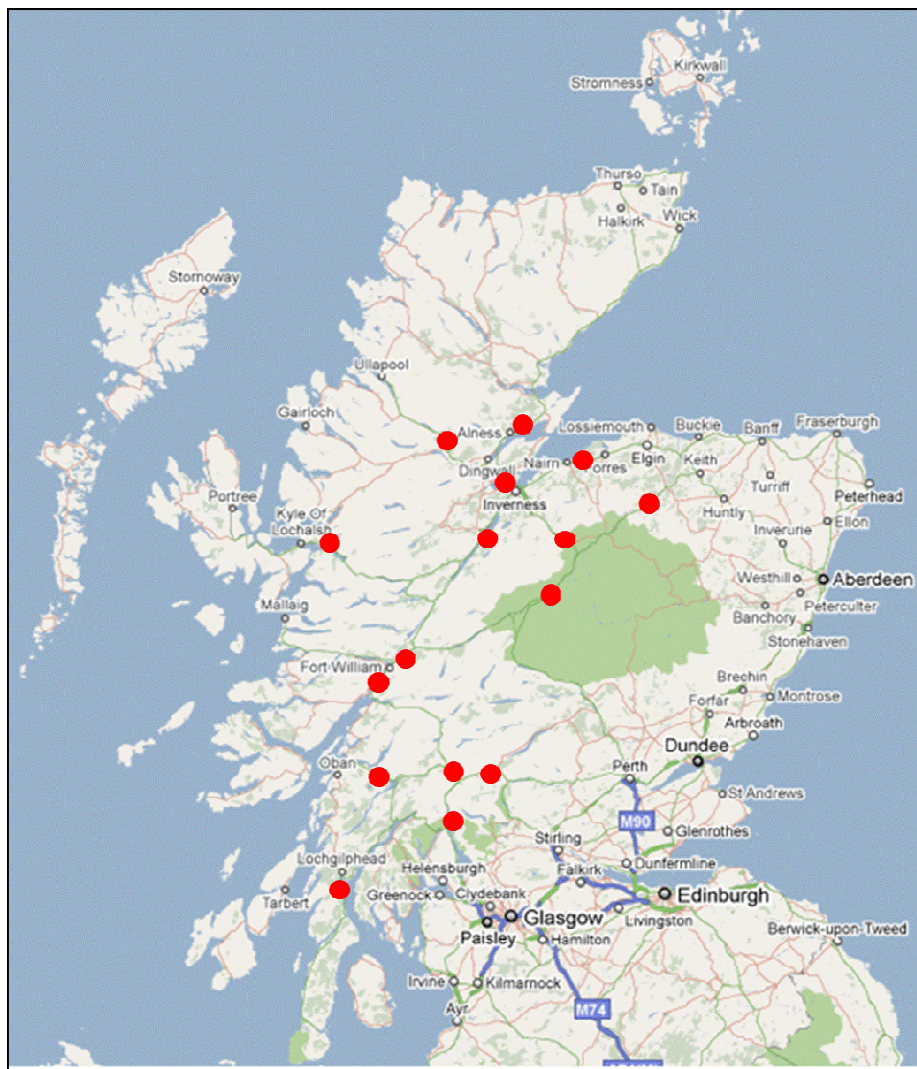 Kirkwall
Stromness
Thurso
Tain
Halkirk
Wick
Stornoway
Ullapool
Gairloch
Alness
Lossiemouth
Buckie
Banff
Fraserburgh
Dingwall
Nairn
orres
Elgin
Keith
Turriff
Peterhead
Portree
Inverness
Huntly
Kyle Of
Lochalsh
Inverurie
Ellon
Westhill
Aberdeen
Mallaig
Banchory
Peterculter
Stonehaven
Fort William
Brechin
Montrose
Forfar
Arbroath
Oban
Dundee
Perth
St Andrews
M90
Glenrothes
Stirling
Lochgilphead
Helensburgh
Dunfermline
Falkirk
Tarbert
Greenock
Clydebank
Edinburgh
Glasgow
Livingston
Paisley
Hamilton
Berwick-upon-Tweed
Irvine
Kilmarnock
Ayr
M74